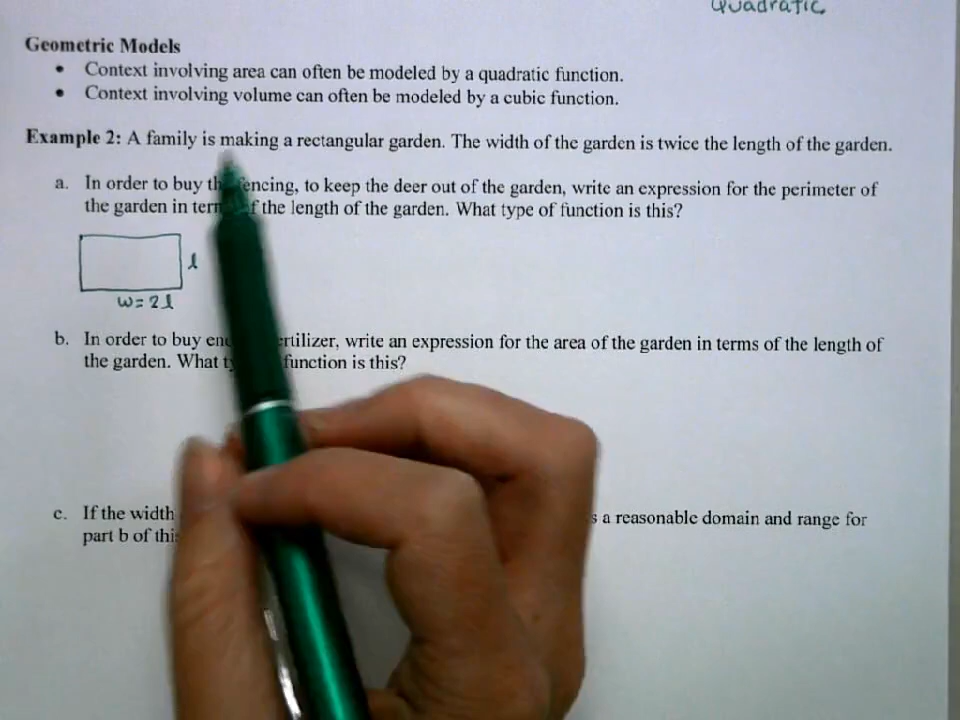 Quadratic
Geometric Models
• Context involving area can often be modeled by a quadratic function.
• Context involving volume can often be modeled by a cubic function.
Example 2: A family is making a rectangular garden. The width of the garden is twice the length of the garden.
a. In order to buy encing, to keep the deer out of the garden, write an expression for the perimeter of
the garden in the length of the garden. What type of function is this?
l
w = 2l
b. In order to buy rtilizer, write an expression for the area of the garden in terms of the length of
the garden. What function is this?
c. If the width s a reasonable domain and range for
part b of